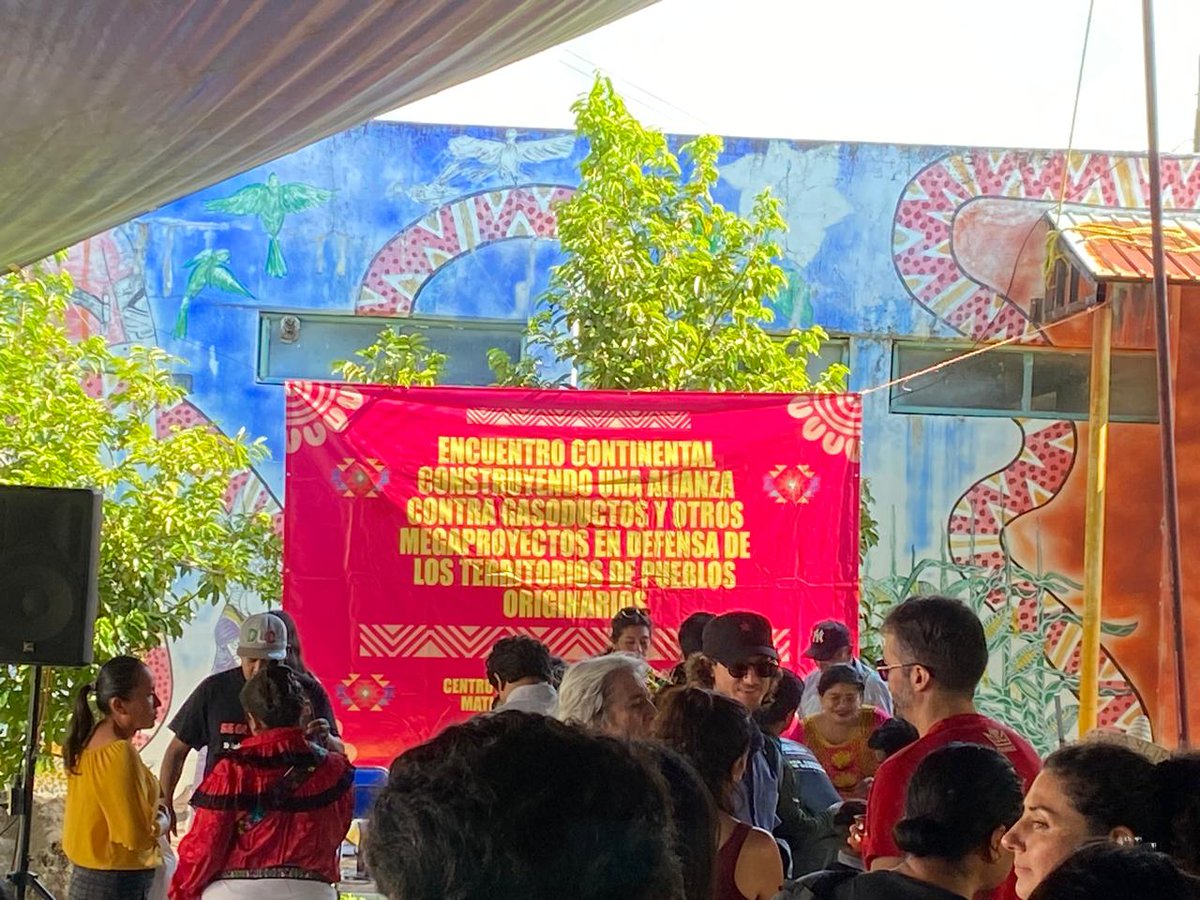 ENCUENTRO CONTINENTAL
CONSTRUYENDO UNA ALIANZA
CONTRA GASODUCTOS Y OTROS
MEGAPROYECTOS EN DEFENSA DE
LOS TERRITORIOS DE PUEBLOS
ORIGINARIOS